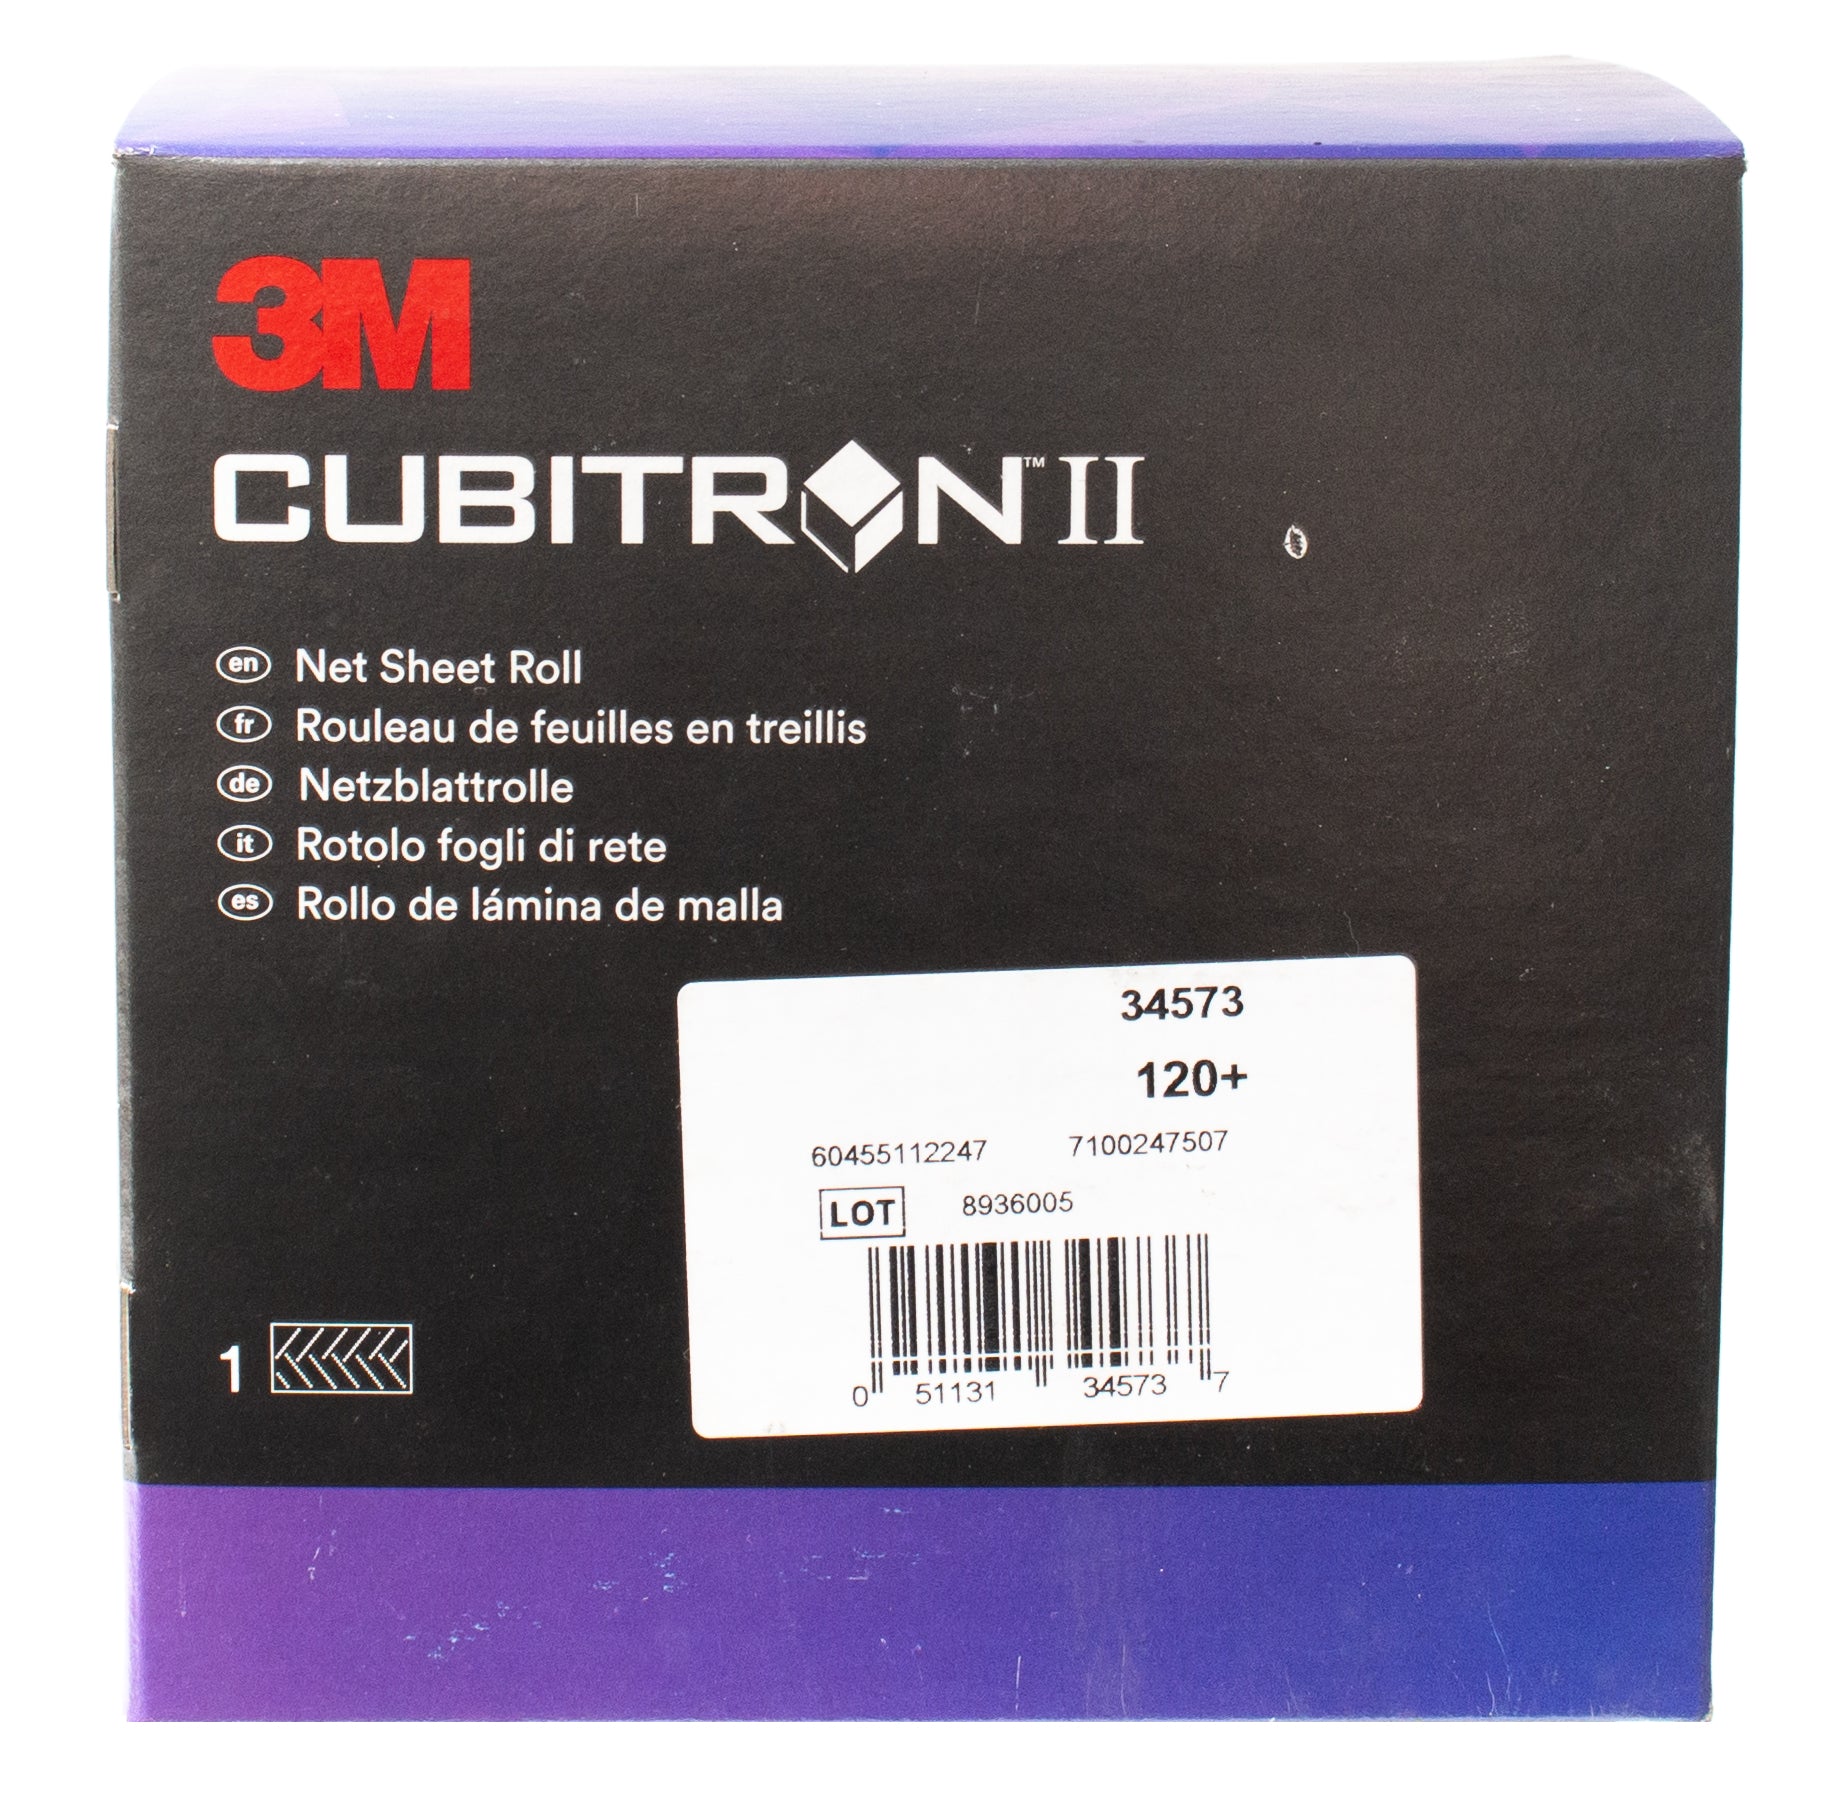 3M
CUBITRON™ II
en Net Sheet Roll
fr Rouleau de feuilles en treillis
de Netzblattrolle
it Rotolo fogli di rete
es Rollo de lámina de malla
34573
120+
60455112247 7100247507
LOT 8936005
0 51131 34573 7
1